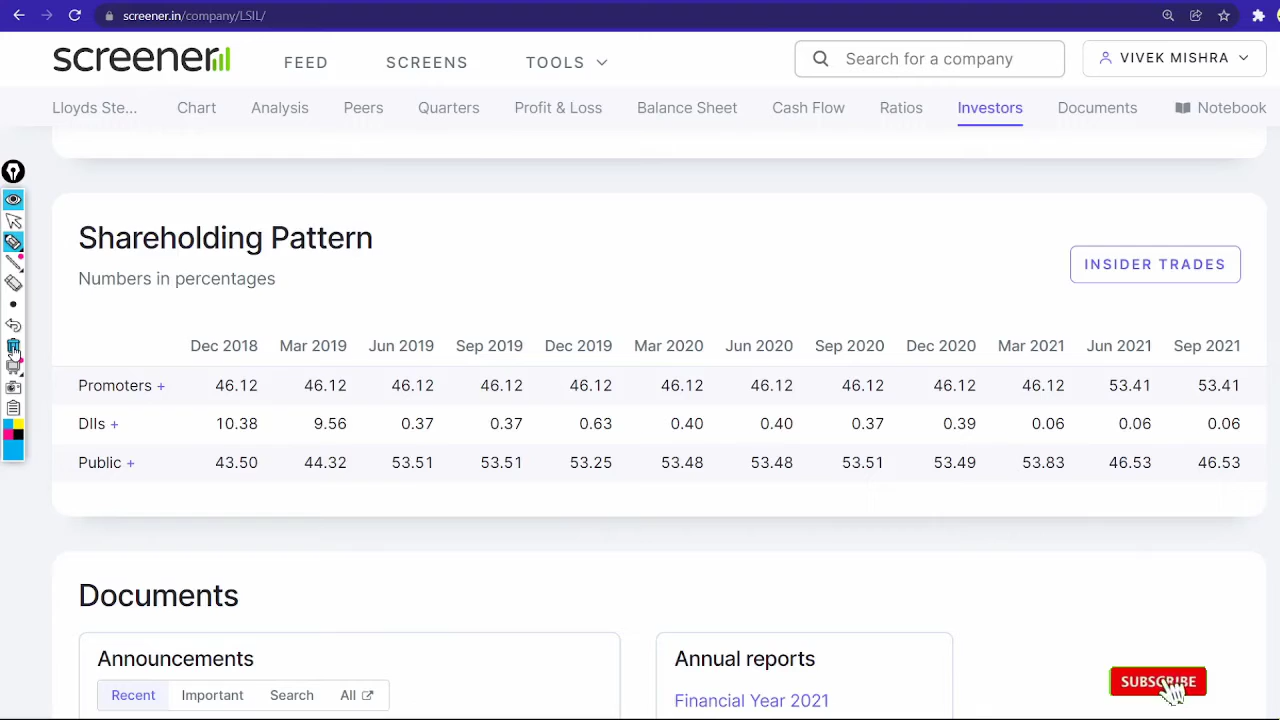 screener.in/company/LSIL/
screener
FEED SCREENS TOOLS Search for a company VIVEK MISHRA
Lloyds Ste... Chart Analysis Peers Quarters Profit & Loss Balance Sheet Cash Flow Ratios Investors Documents Notebook
Shareholding Pattern
Numbers in percentages
INSIDER TRADES
Dec 2018 Mar 2019 Jun 2019 Sep 2019 Dec 2019 Mar 2020 Jun 2020 Sep 2020 Dec 2020 Mar 2021 Jun 2021 Sep 2021
Promoters + 46.12 46.12 46.12 46.12 46.12 46.12 46.12 46.12 46.12 46.12 53.41 53.41
DIIs + 10.38 9.56 0.37 0.37 0.63 0.40 0.40 0.37 0.39 0.06 0.06 0.06
Public + 43.50 44.32 53.51 53.51 53.25 53.48 53.48 53.51 53.49 53.83 46.53 46.53
Documents
Announcements
Recent Important Search All
Annual reports
Financial Year 2021
SUBSCRIBE